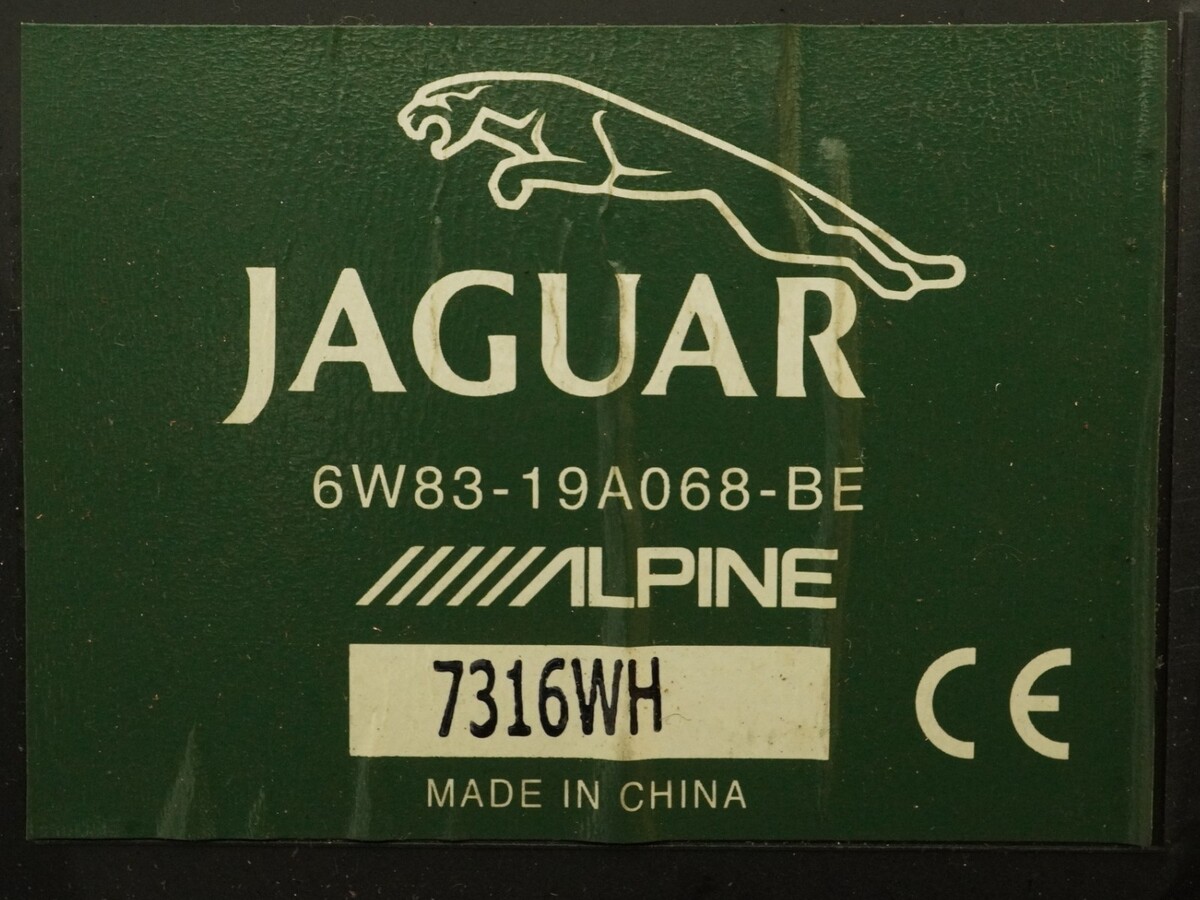 JAGUAR
6W83-19A068-BE
ALPINE
7316WH
CE
MADE IN CHINA